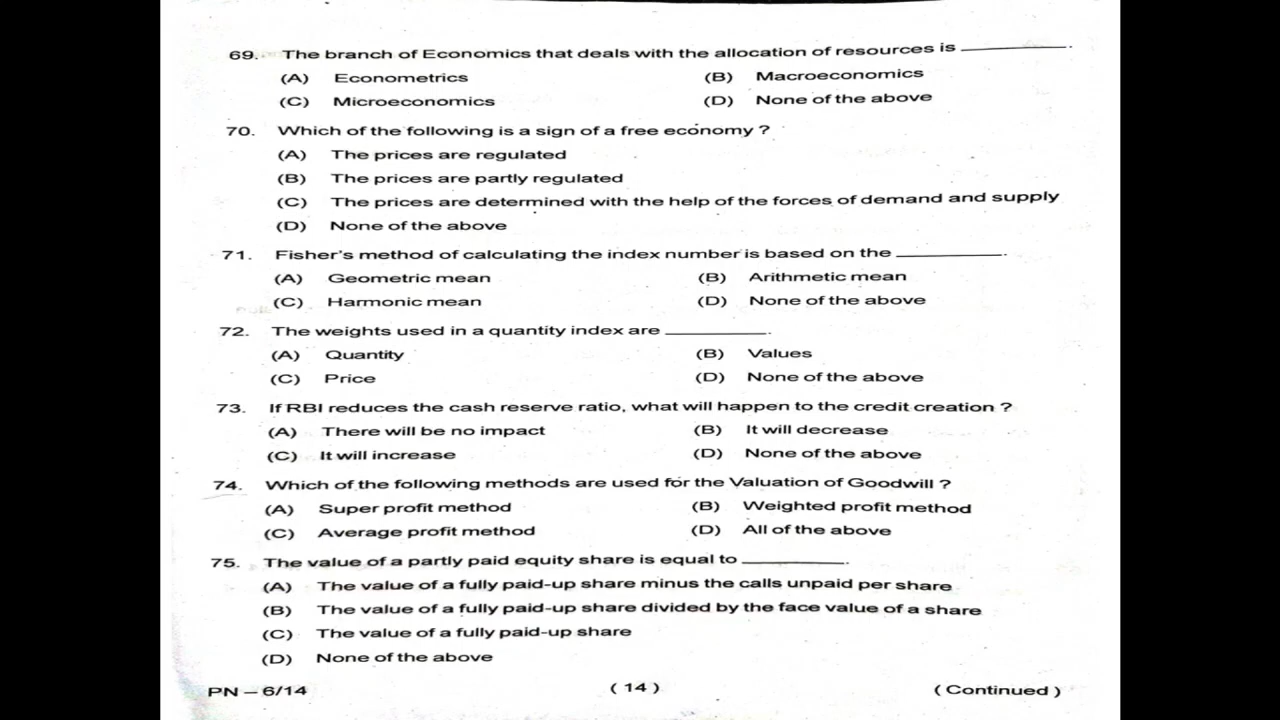 69. The branch of Economics that deals with the allocation of resources is __________.
(A) Econometrics (B) Macroeconomics
(C) Microeconomics (D) None of the above
70. Which of the following is a sign of a free economy ?
(A) The prices are regulated
(B) The prices are partly regulated
(C) The prices are determined with the help of the forces of demand and supply
(D) None of the above
71. Fisher's method of calculating the index number is based on the __________.
(A) Geometric mean (B) Arithmetic mean
(C) Harmonic mean (D) None of the above
72. The weights used in a quantity index are __________.
(A) Quantity (B) Values
(C) Price (D) None of the above
73. If RBI reduces the cash reserve ratio, what will happen to the credit creation ?
(A) There will be no impact (B) It will decrease
(C) It will increase (D) None of the above
74. Which of the following methods are used for the Valuation of Goodwill ?
(A) Super profit method (B) Weighted profit method
(C) Average profit method (D) All of the above
75. The value of a partly paid equity share is equal to __________.
(A) The value of a fully paid-up share minus the calls unpaid per share
(B) The value of a fully paid-up share divided by the face value of a share
(C) The value of a fully paid-up share
(D) None of the above
PN – 6/14 ( 14 ) ( Continued )